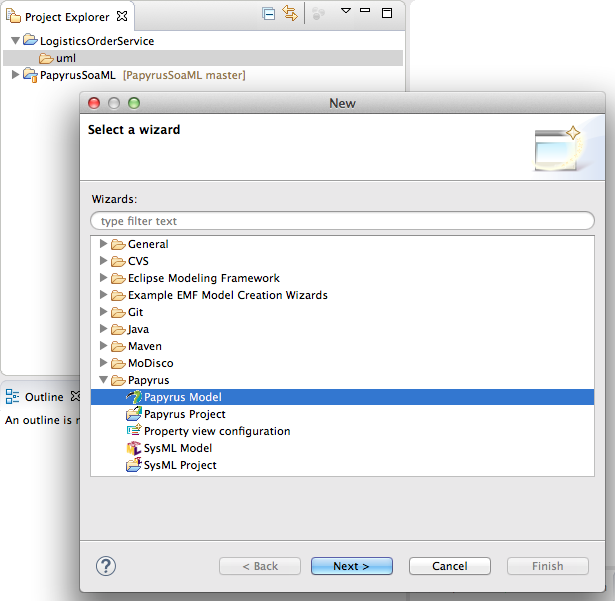 Project Explorer
LogisticsOrderService
uml
PapyrusSoaML [PapyrusSoaML master]
New
Select a wizard
Wizards:
type filter text
General
CVS
Eclipse Modeling Framework
Example EMF Model Creation Wizards
Git
Java
Maven
MoDisco
Papyrus
Papyrus Model
Papyrus Project
Property view configuration
SysML Model
SysML Project
Outline
An outline is
? < Back Next > Cancel Finish